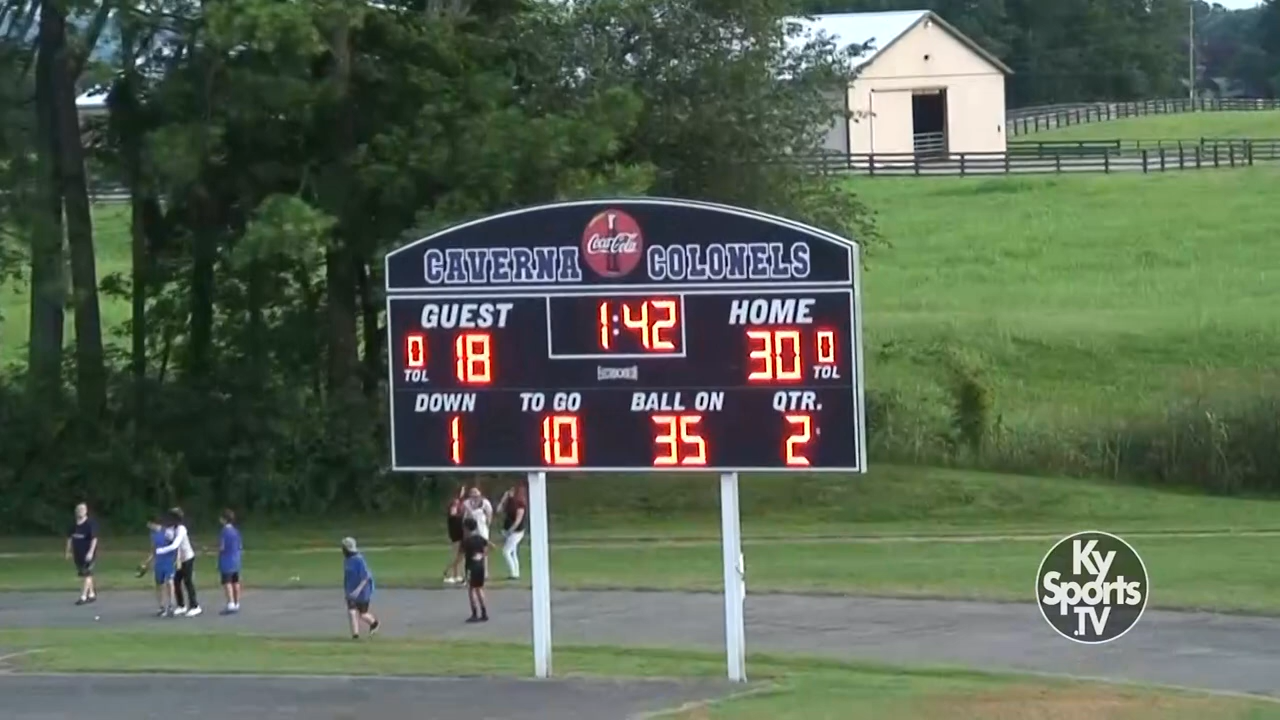 CAVERNA Coca-Cola COLONELS
GUEST 1:42 HOME
0 18 30 0
TOL TOL
DOWN TO GO BALL ON QTR.
1 10 35 2
Ky
Sports
.TV